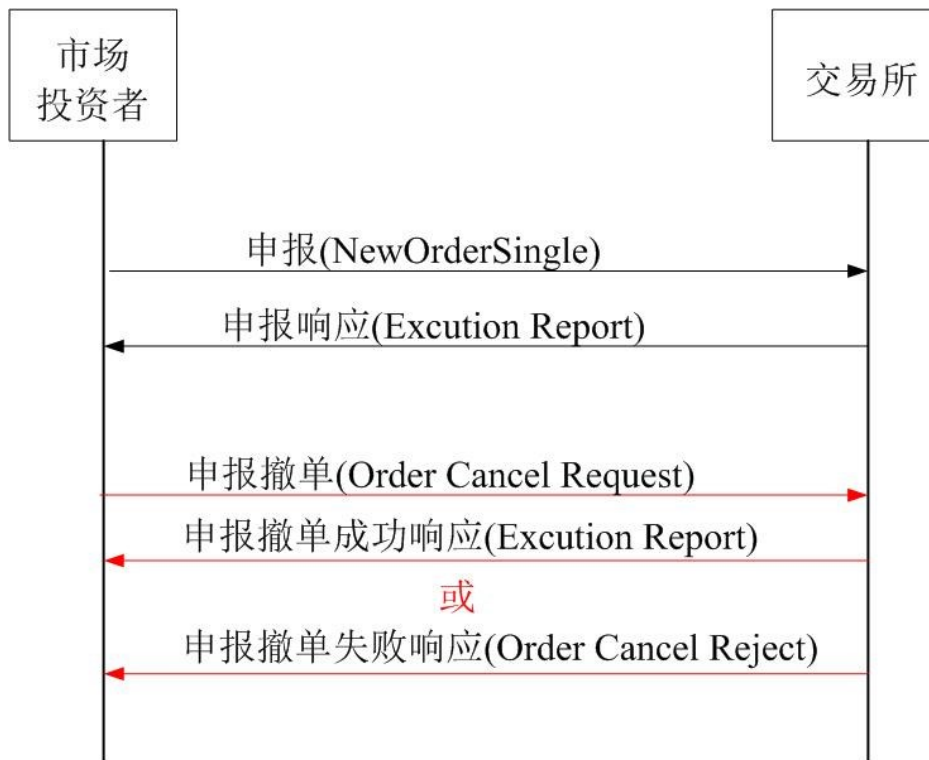 市场
投资者
交易所
申报(NewOrderSingle)
申报响应(Excution Report)
申报撤单(Order Cancel Request)
申报撤单成功响应(Excution Report)
或
申报撤单失败响应(Order Cancel Reject)